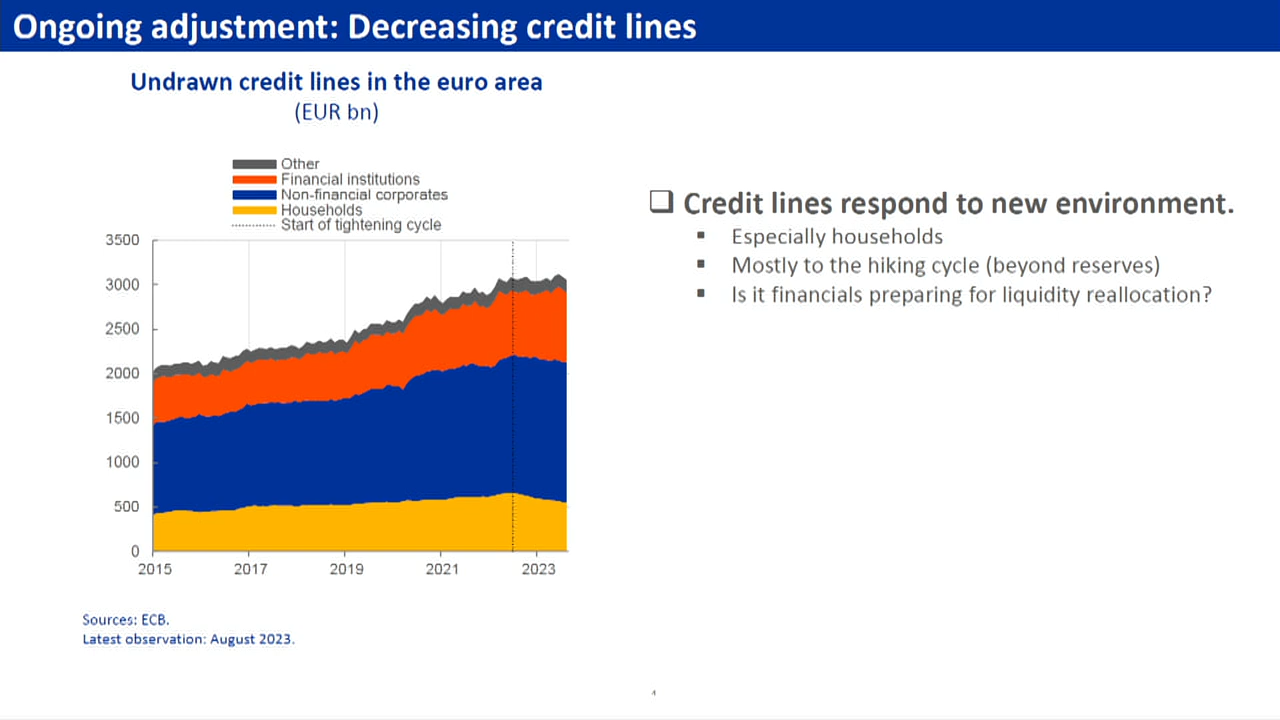 Ongoing adjustment: Decreasing credit lines
Undrawn credit lines in the euro area
(EUR bn)
Other
Financial institutions
Non-financial corporates
Households
Start of tightening cycle
3500
3000
2500
2000
1500
1000
500
0
2015
2017
2019
2021
2023
Sources: ECB.
Latest observation: August 2023.
❑ Credit lines respond to new environment.
▪ Especially households
▪ Mostly to the hiking cycle (beyond reserves)
▪ Is it financials preparing for liquidity reallocation?
4